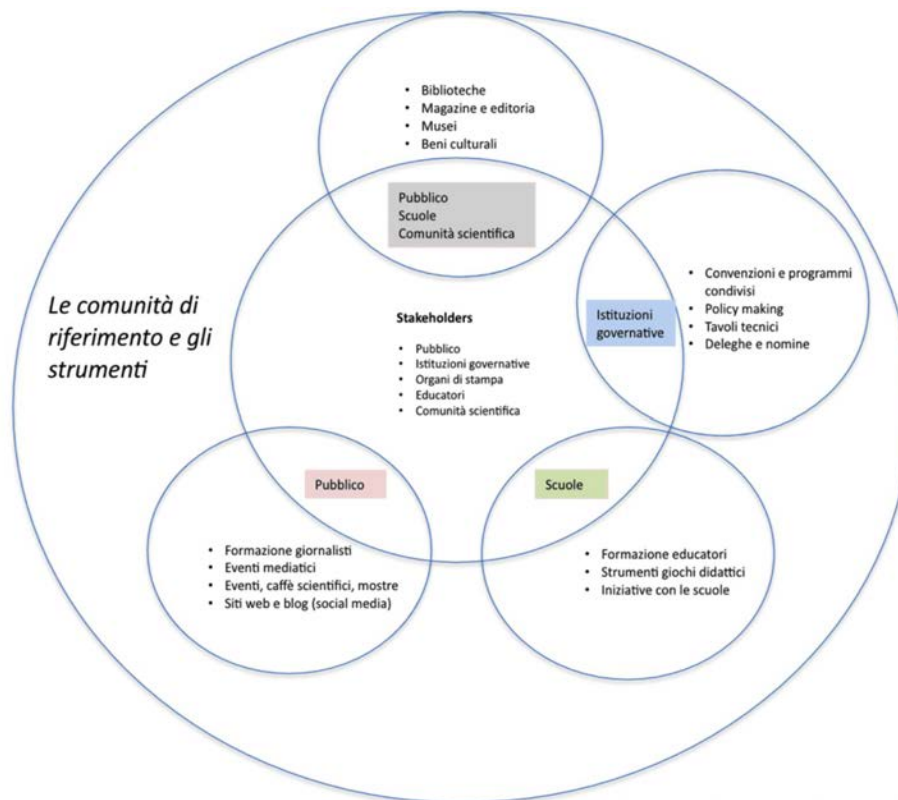 • Biblioteche
• Magazine e editoria
• Musei
• Beni culturali
Pubblico
Scuole
Comunità scientifica
Le comunità di
riferimento e gli
strumenti
• Convenzioni e programmi
condivisi
• Policy making
• Tavoli tecnici
• Deleghe e nomine
Istituzioni
governative
Stakeholders
• Pubblico
• Istituzioni governative
• Organi di stampa
• Educatori
• Comunità scientifica
Pubblico
• Formazione giornalisti
• Eventi mediatici
• Eventi, caffè scientifici, mostre
• Siti web e blog (social media)
Scuole
• Formazione educatori
• Strumenti giochi didattici
• Iniziative con le scuole